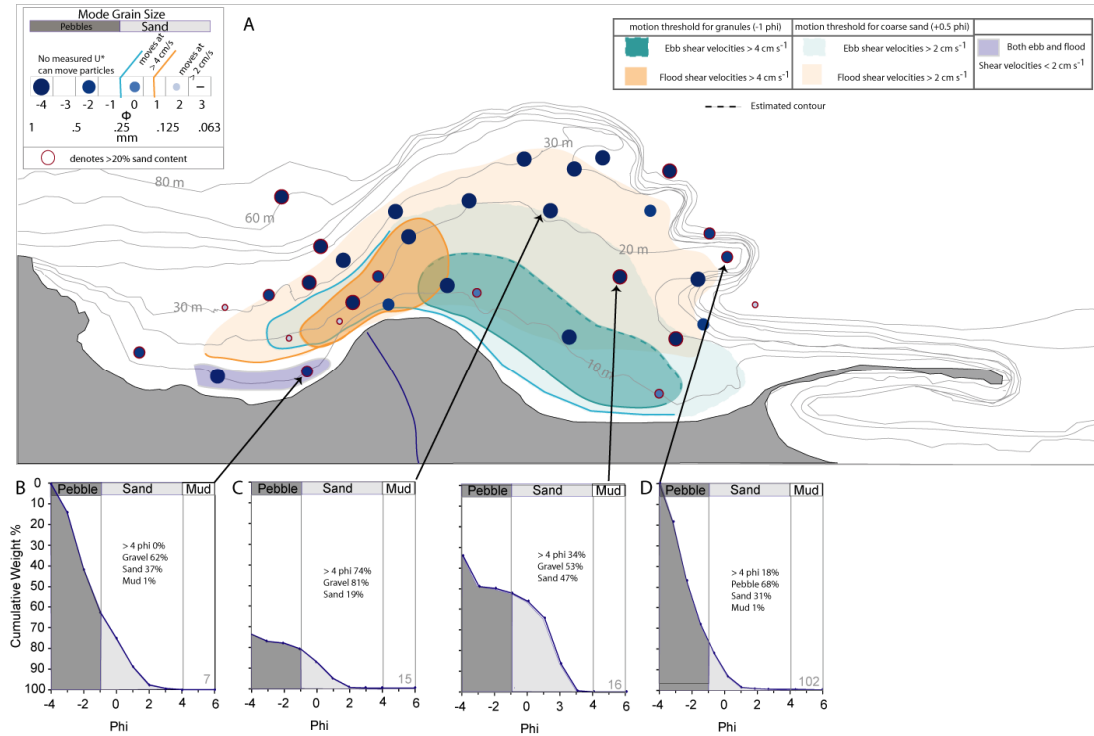 Mode Grain Size
Pebbles Sand
No measured U*
can move particles
moves at
> 4 cm/s
moves at
> 2 cm/s
-4 -3 -2 -1 0 1 2 3
Φ
1 .5 .25 .125 .063
mm
denotes >20% sand content
A
motion threshold for granules (-1 phi)
Ebb shear velocities > 4 cm s⁻¹
Flood shear velocities > 4 cm s⁻¹
motion threshold for coarse sand (+0.5 phi)
Ebb shear velocities > 2 cm s⁻¹
Flood shear velocities > 2 cm s⁻¹
Both ebb and flood
Shear velocities < 2 cm s⁻¹
Estimated contour
80 m
60 m
30 m
30 m
20 m
10 m
B
Pebble Sand Mud
> 4 phi 0%
Gravel 62%
Sand 37%
Mud 1%
7
0
10
20
30
40
50
60
70
80
90
100
Cumulative Weight %
-4 -2 0 2 4 6
Phi
C
Pebble Sand Mud
> 4 phi 74%
Gravel 81%
Sand 19%
15
-4 -2 0 2 4 6
Phi
Pebble Sand Mud
> 4 phi 34%
Gravel 53%
Sand 47%
16
-4 -2 0 2 4 6
Phi
D
Pebble Sand Mud
> 4 phi 18%
Pebble 68%
Sand 31%
Mud 1%
102
-4 -2 0 2 4 6
Phi